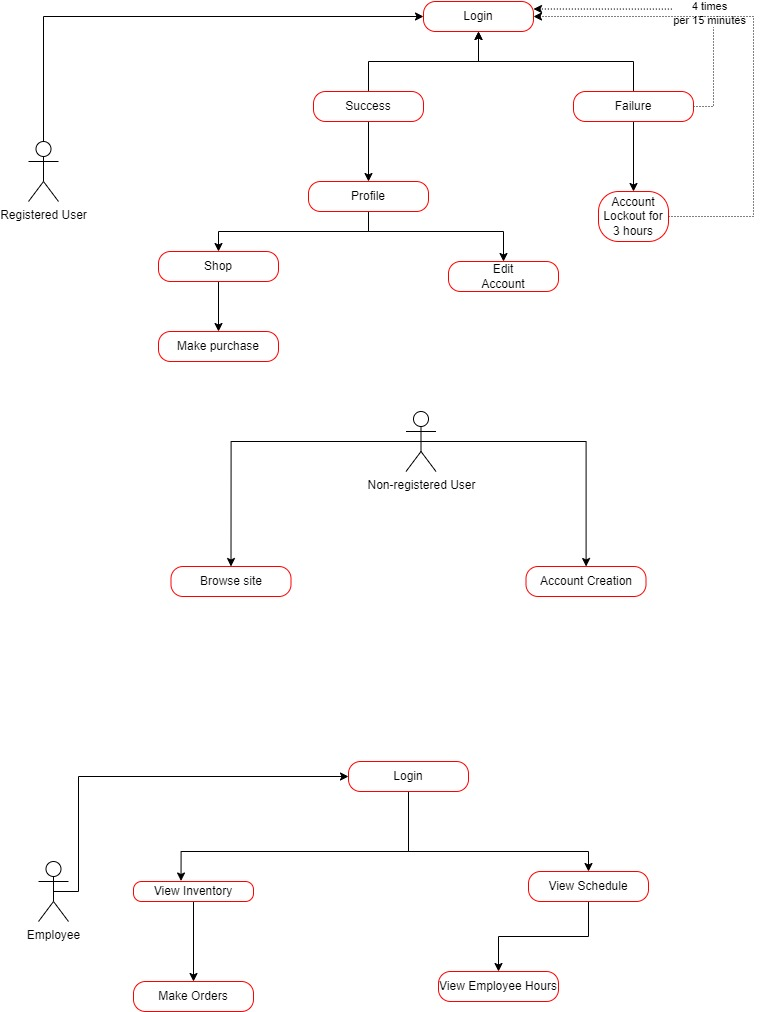 Login
4 times
per 15 minutes
Success
Failure
Registered User
Profile
Account
Lockout for
3 hours
Shop
Edit
Account
Make purchase
Non-registered User
Browse site
Account Creation
Login
View Inventory
View Schedule
Employee
Make Orders
View Employee Hours